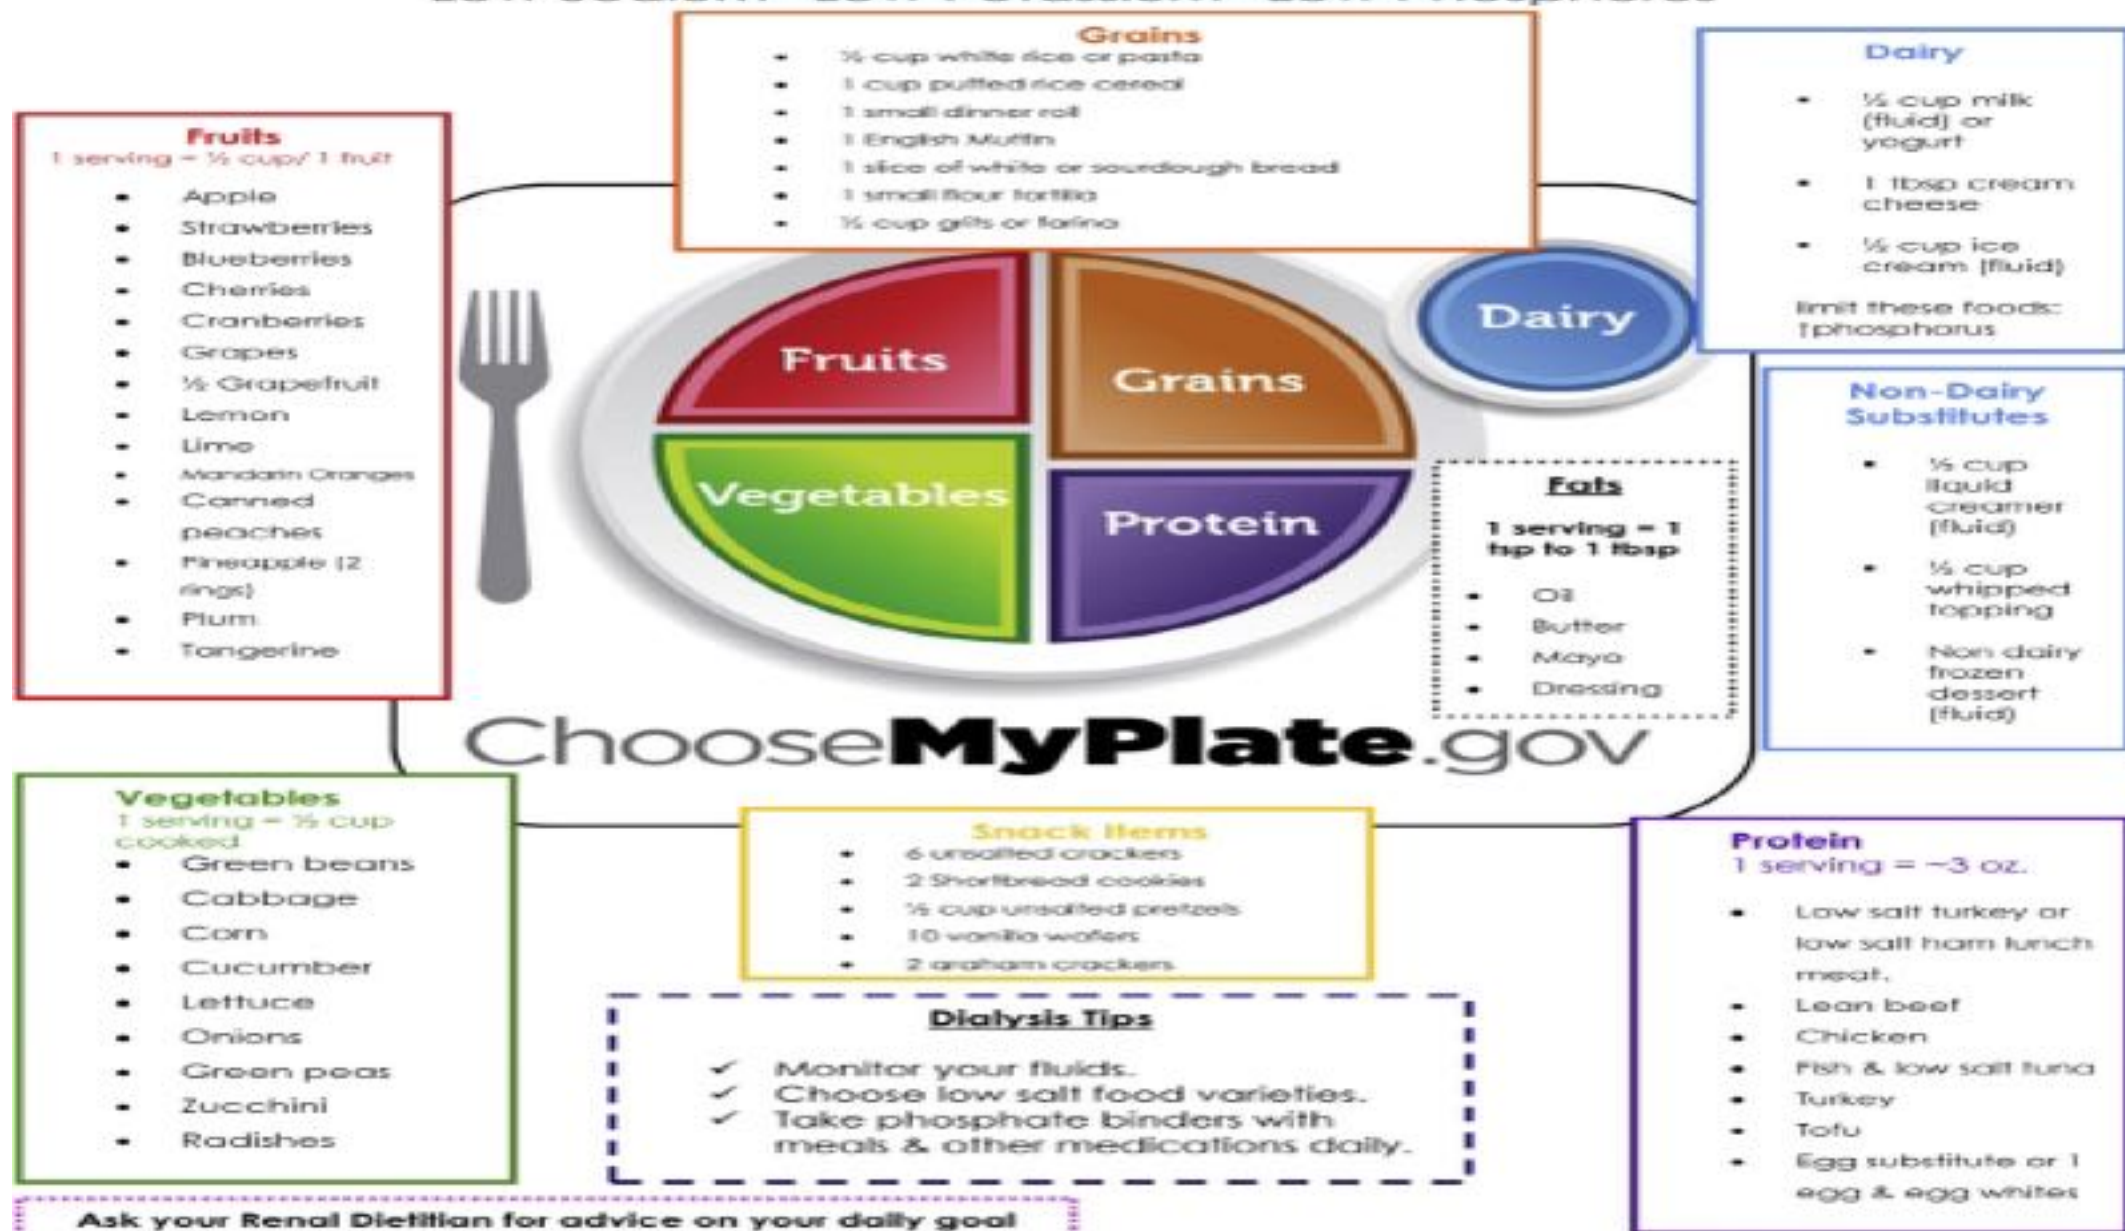 Low Sodium Low Potassium Low Phosphorus
Grains
½ cup white rice or pasta
1 cup puffed rice cereal
1 small dinner roll
1 English Muffin
1 slice of white or sourdough bread
1 small flour tortilla
½ cup grits or farina
Dairy
½ cup milk
(fluid) or
yogurt
1 tbsp cream
cheese
½ cup ice
cream (fluid)
limit these foods:
↑phosphorus
Fruits
1 serving = ½ cup/ 1 fruit
Apple
Strawberries
Blueberries
Cherries
Cranberries
Grapes
½ Grapefruit
Lemon
Lime
Mandarin Oranges
Canned
peaches
Pineapple (2
rings)
Plum
Tangerine
Fruits
Grains
Dairy
Vegetables
Protein
Non-Dairy
Substitutes
½ cup
liquid
creamer
(fluid)
½ cup
whipped
topping
Non dairy
frozen
dessert
(fluid)
Fats
1 serving = 1
tsp to 1 tbsp
Oil
Butter
Mayo
Dressing
ChooseMyPlate.gov
Vegetables
1 serving = ½ cup
cooked
Green beans
Cabbage
Corn
Cucumber
Lettuce
Onions
Green peas
Zucchini
Radishes
Snack Items
6 unsalted crackers
2 Shortbread cookies
½ cup unsalted pretzels
10 vanilla wafers
2 graham crackers
Dialysis Tips
✓ Monitor your fluids.
✓ Choose low salt food varieties.
✓ Take phosphate binders with
meals & other medications daily.
Protein
1 serving = ~3 oz.
Low salt turkey or
low salt ham lunch
meat.
Lean beef
Chicken
Fish & low salt tuna
Turkey
Tofu
Egg substitute or 1
egg & egg whites
Ask your Renal Dietitian for advice on your daily goal